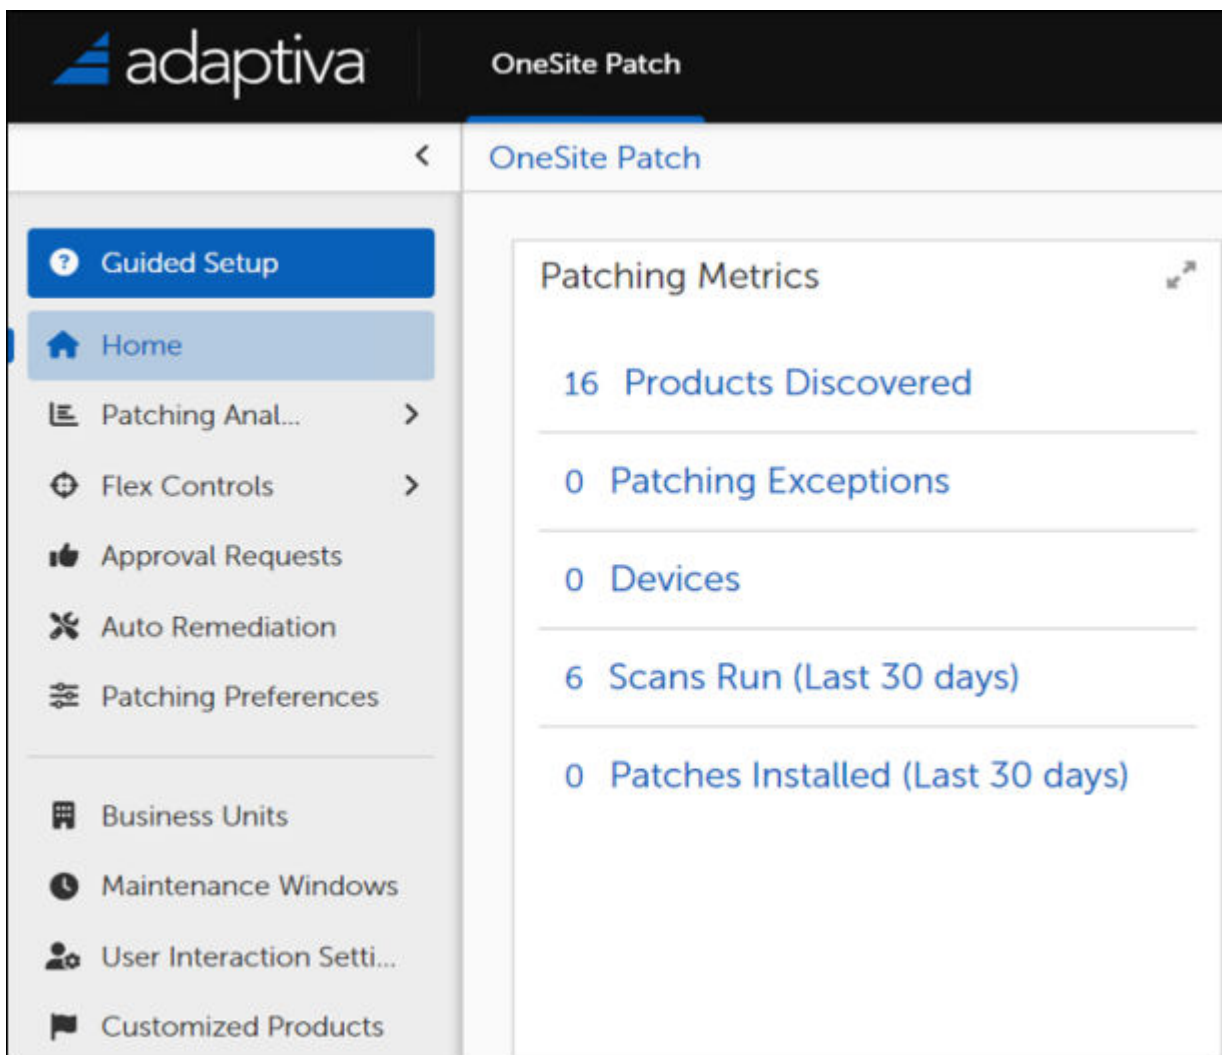 adaptiva
OneSite Patch
OneSite Patch
Guided Setup
Home
Patching Anal...
Flex Controls
Approval Requests
Auto Remediation
Patching Preferences
Business Units
Maintenance Windows
User Interaction Setti...
Customized Products
Patching Metrics
16 Products Discovered
0 Patching Exceptions
0 Devices
6 Scans Run (Last 30 days)
0 Patches Installed (Last 30 days)